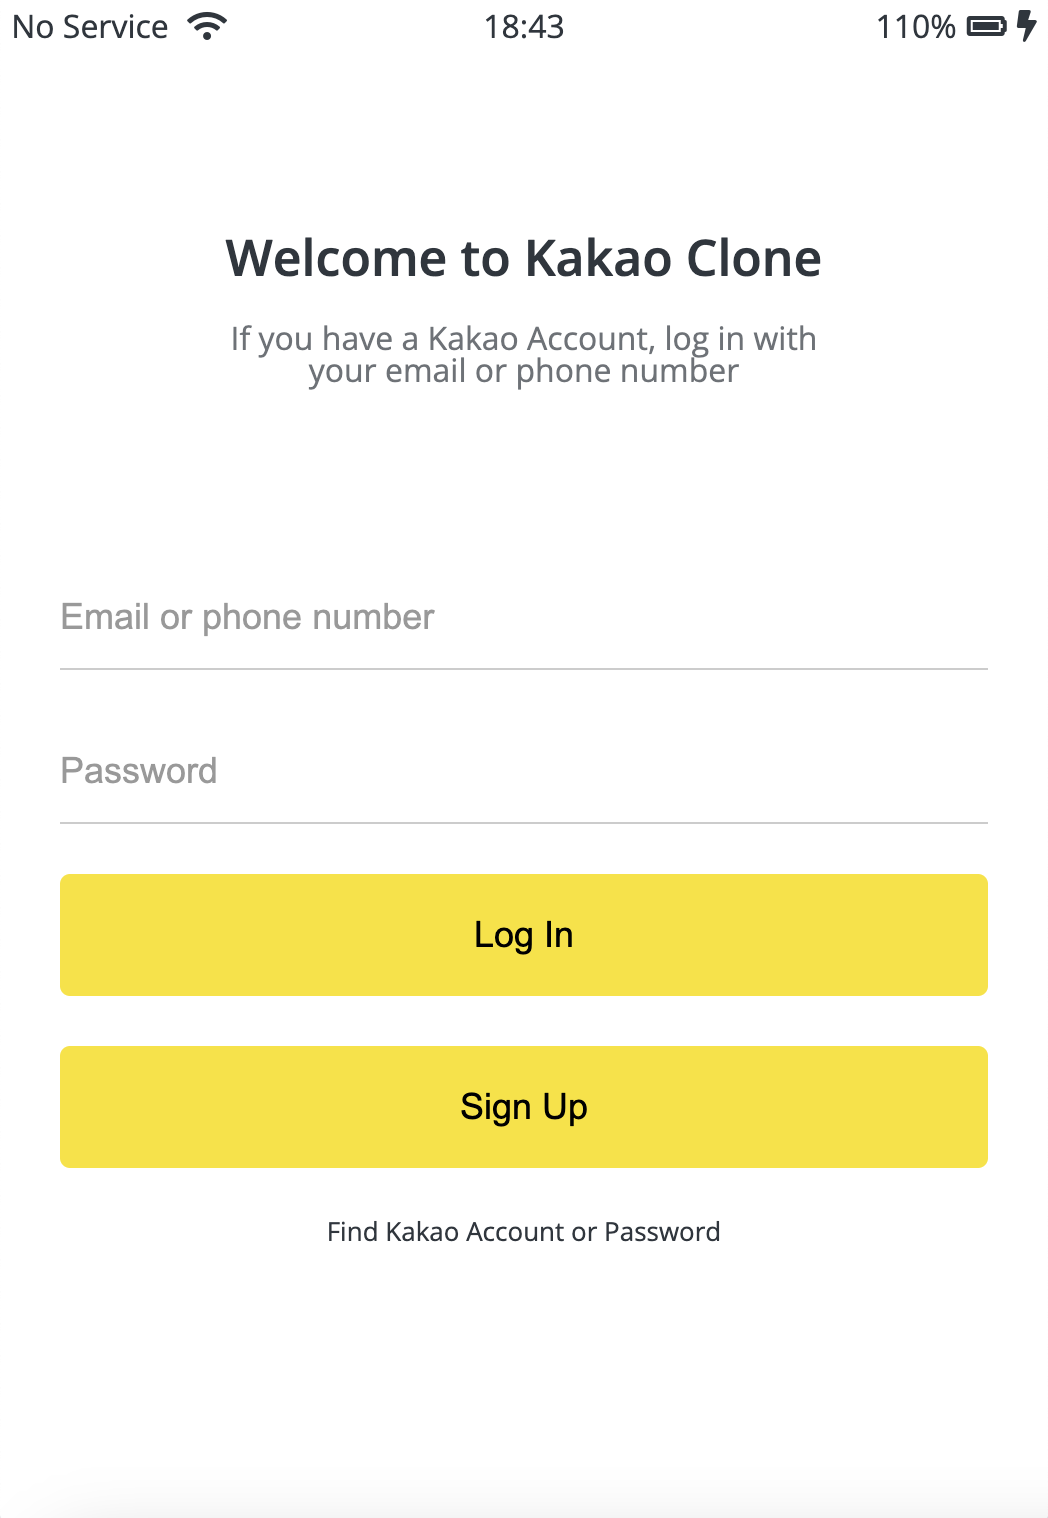 No Service 18:43 110%
Welcome to Kakao Clone
If you have a Kakao Account, log in with
your email or phone number
Email or phone number
Password
Log In
Sign Up
Find Kakao Account or Password